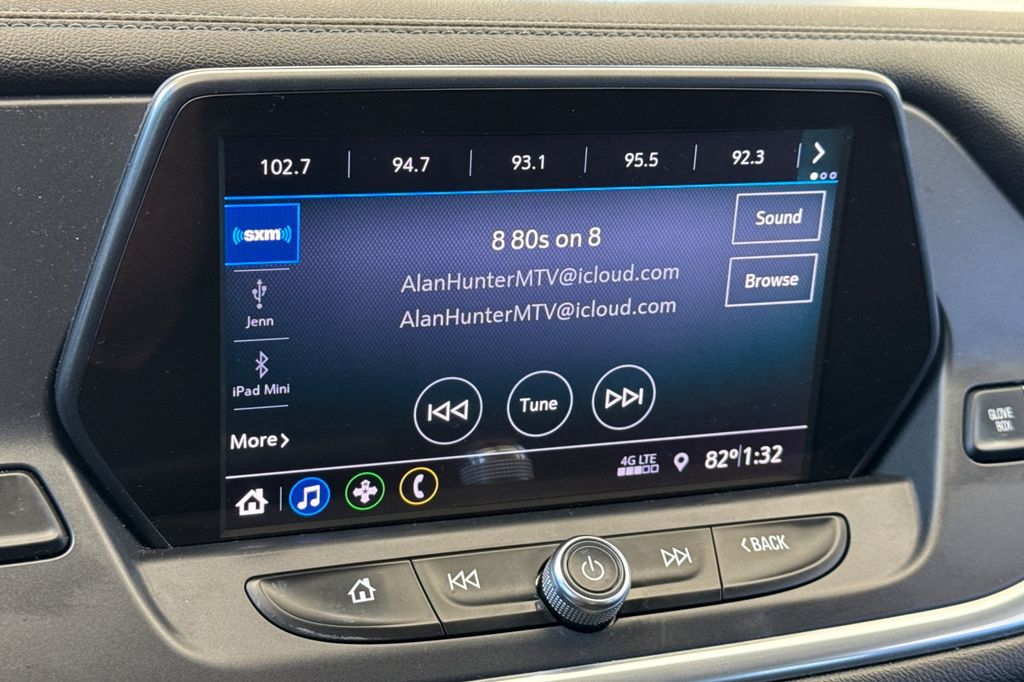 102.7 94.7 93.1 95.5 92.3
sxm
8 80s on 8
Sound
AlanHunterMTV@icloud.com
Browse
AlanHunterMTV@icloud.com
Jenn
iPad Mini
Tune
More
4G LTE
82° 1:32
BACK
GLOVE
BOX